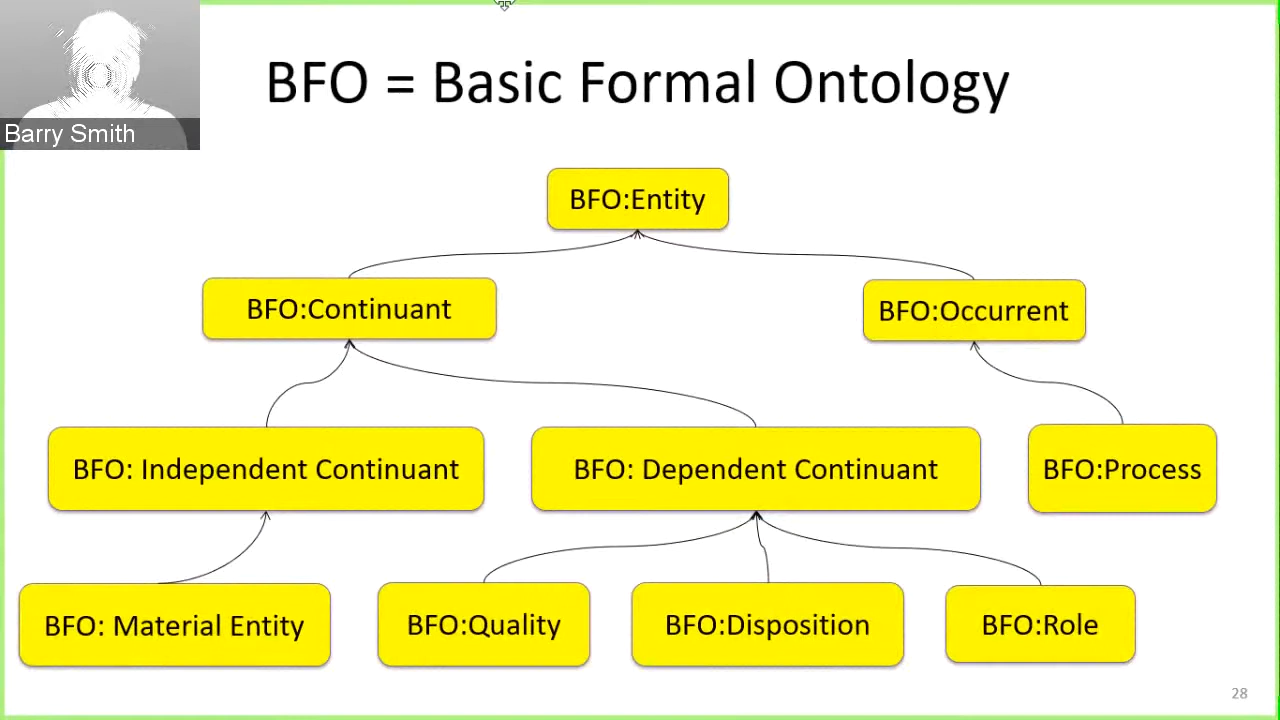 Barry Smith
BFO = Basic Formal Ontology
BFO:Entity
BFO:Continuant
BFO:Occurrent
BFO: Independent Continuant
BFO: Dependent Continuant
BFO:Process
BFO: Material Entity
BFO:Quality
BFO:Disposition
BFO:Role
28